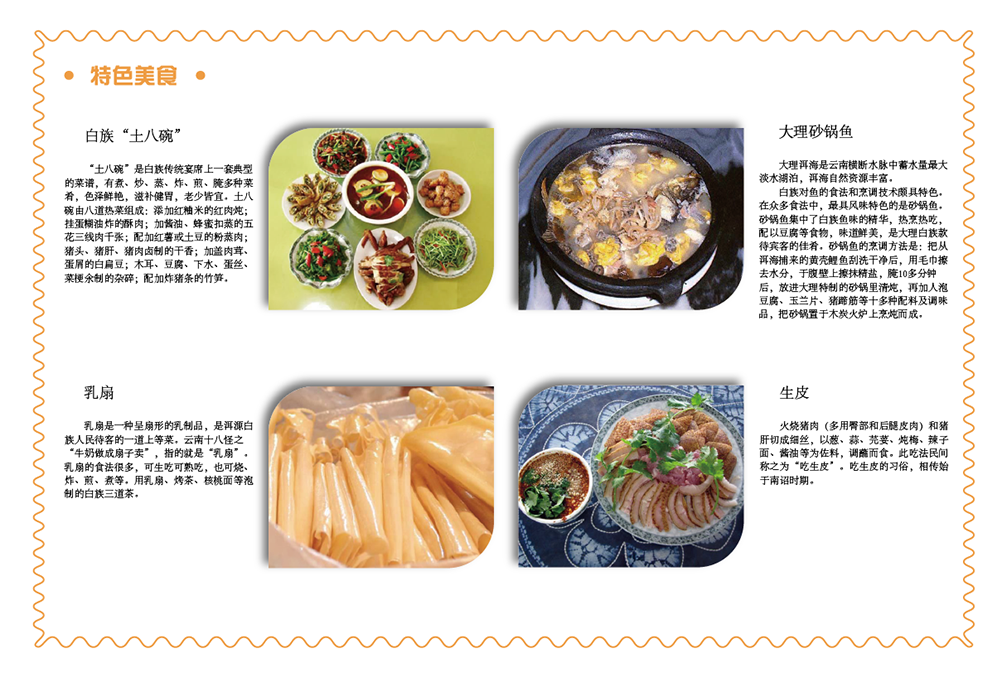 特色美食
白族“土八碗”
“土八碗”是白族传统宴席上一套典型
的菜谱，有煮、炒、蒸、炸、煎、腌多种菜
肴，色泽鲜艳，滋补健胃，老少皆宜。土八
碗由八道热菜组成：添加红糖米的红肉炖；
挂蛋糊油炸的酥肉；加酱油、蜂蜜扣蒸的五
花三线肉千张；配加红薯或土豆的粉蒸肉；
猪头、猪肝、猪肉卤制的干香；加盖肉茸、
蛋屑的白扁豆；木耳、豆腐、下水、蛋丝、
菜梗汆制的杂碎；配加炸猪条的竹笋。
大理砂锅鱼
大理洱海是云南横断水脉中蓄水量最大
淡水湖泊，洱海自然资源丰富。
白族对鱼的食法和烹调技术颇具特色。
在众多食法中，最具风味特色的是砂锅鱼。
砂锅鱼集中了白族鱼味的精华，热烹热吃，
配以豆腐等食物，味道鲜美，是大理白族款
待宾客的佳肴。砂锅鱼的烹调方法是：把从
洱海捕来的黄壳鲤鱼刮洗干净后，用毛巾擦
去水分，于腹壁上擦抹精盐，腌10多分钟
后，放进大理特制的砂锅里清炖，再加入泡
豆腐、玉兰片、猪蹄筋等十多种配料及调味
品，把砂锅置于木炭火炉上烹炖而成。
乳扇
乳扇是一种呈扇形的乳制品，是洱源白
族人民待客的一道上等菜。云南十八怪之
“牛奶做成扇子卖”，指的就是“乳扇”。
乳扇的食法很多，可生吃可熟吃，也可烧、
炸、煎、煮等。用乳扇、烤茶、核桃面等泡
制的白族三道茶。
生皮
火烧猪肉（多用臀部和后腿皮肉）和猪
肝切成细丝，以葱、蒜、芫荽、炖梅、辣子
面、酱油等为佐料，调蘸而食。此吃法民间
称之为“吃生皮”。吃生皮的习俗，相传始
于南诏时期。